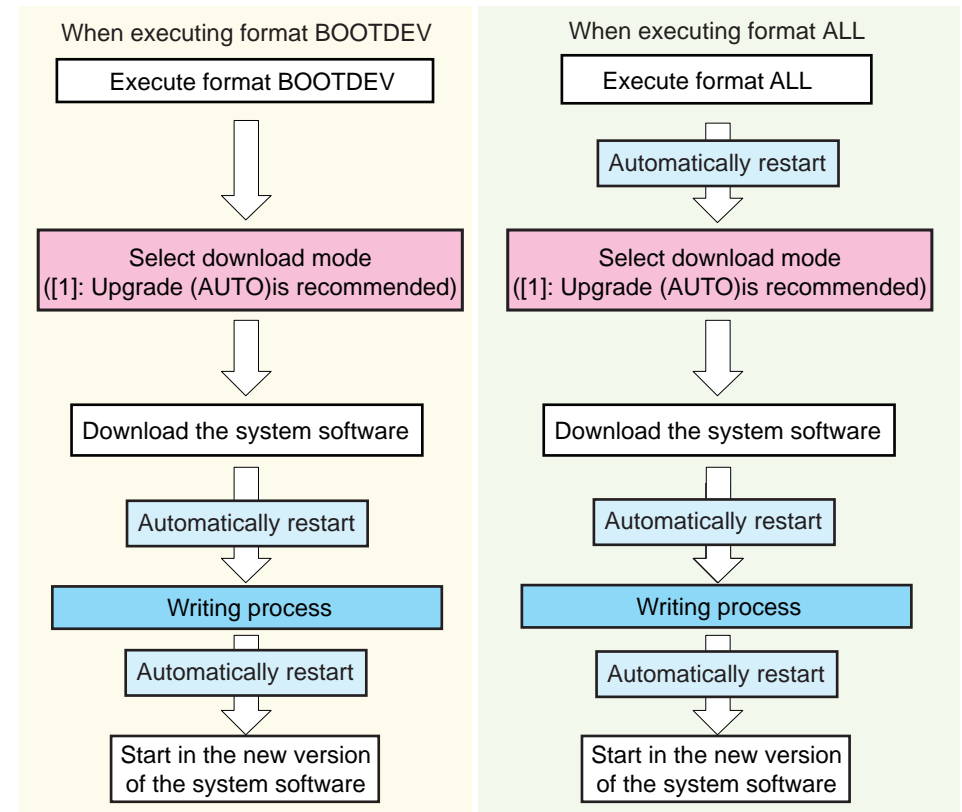 When executing format BOOTDEV
Execute format BOOTDEV
Select download mode
([1]: Upgrade (AUTO)is recommended)
Download the system software
Automatically restart
Writing process
Automatically restart
Start in the new version
of the system software
When executing format ALL
Execute format ALL
Automatically restart
Select download mode
([1]: Upgrade (AUTO)is recommended)
Download the system software
Automatically restart
Writing process
Automatically restart
Start in the new version
of the system software